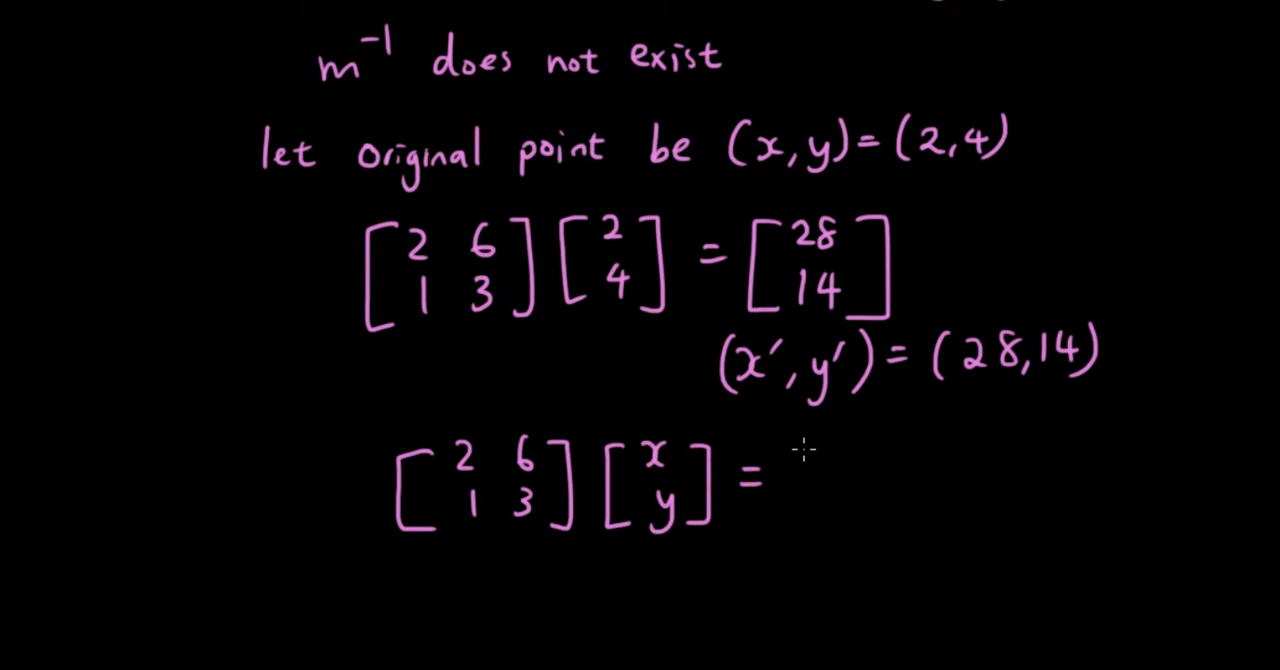 m⁻¹ does not exist
let original point be (x, y) = (2, 4)
[2 6; 1 3] [2; 4] = [28; 14]
(x′, y′) = (28, 14)
[2 6; 1 3] [x; y] =